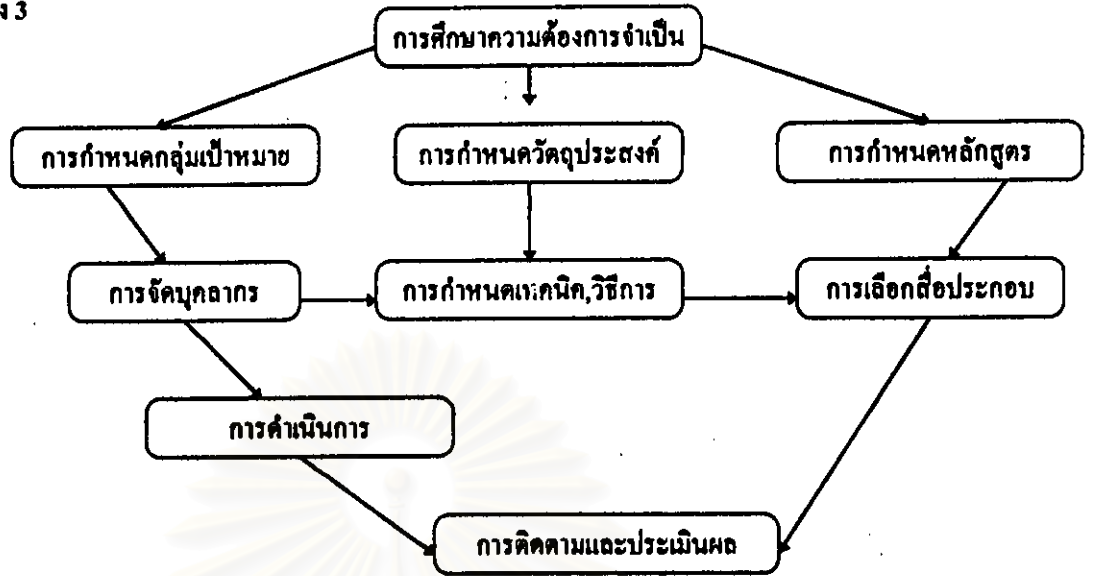 ง 3
การศึกษาความต้องการจำเป็น
การกำหนดกลุ่มเป้าหมาย
การกำหนดวัตถุประสงค์
การกำหนดหลักสูตร
การจัดบุคลากร
การกำหนดเทคนิค,วิธีการ
การเลือกสื่อประกอบ
การดำเนินการ
การติดตามและประเมินผล